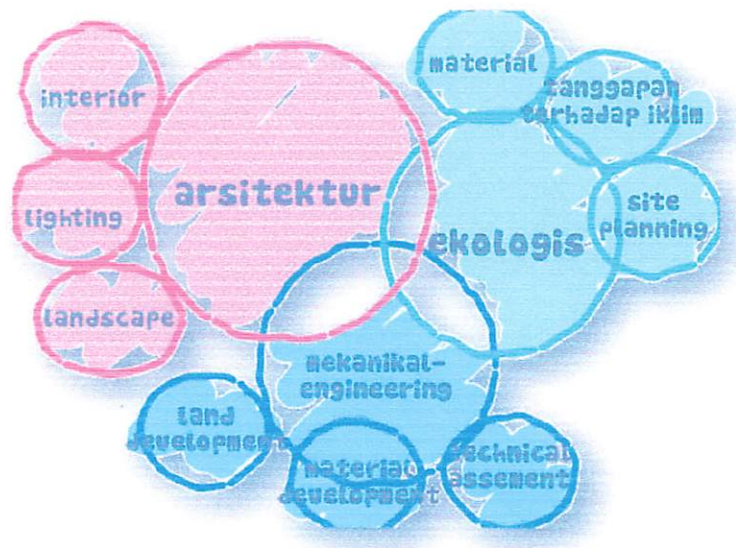 interior
lighting
landscape
arsitektur
material
tanggapan
terhadap iklim
site
planning
ekologis
mekanikal-
engineering
land
development
material
development
technical
assement